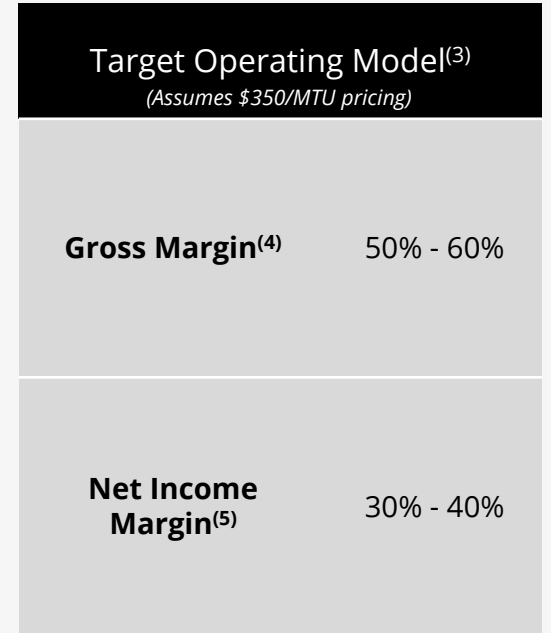 Target Operating Model(3)
(Assumes $350/MTU pricing)
Gross Margin(4) 50% - 60%
Net Income
Margin(5) 30% - 40%